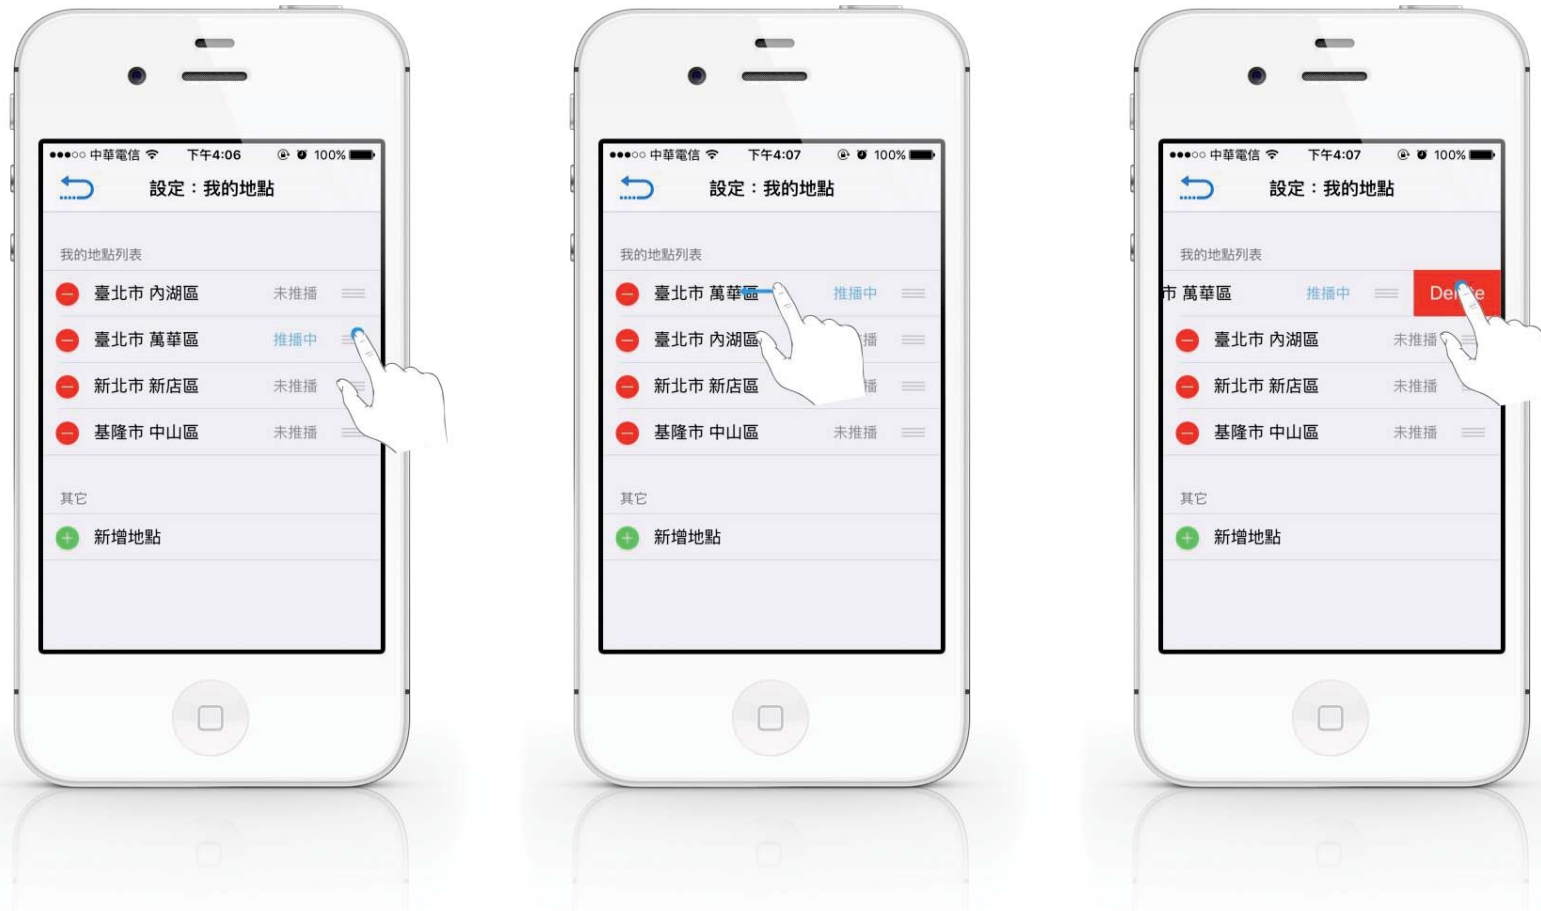 中華電信 下午4:06 100%
設定：我的地點
我的地點列表
臺北市 內湖區 未推播
臺北市 萬華區 推播中
新北市 新店區 未推播
基隆市 中山區 未推播
其它
新增地點
中華電信 下午4:07 100%
設定：我的地點
我的地點列表
臺北市 萬華區 推播中
臺北市 內湖區 播
新北市 新店區 播
基隆市 中山區 未推播
其它
新增地點
中華電信 下午4:07 100%
設定：我的地點
我的地點列表
市 萬華區 推播中 Delete
臺北市 內湖區 未推播
新北市 新店區 未推播
基隆市 中山區 未推播
其它
新增地點